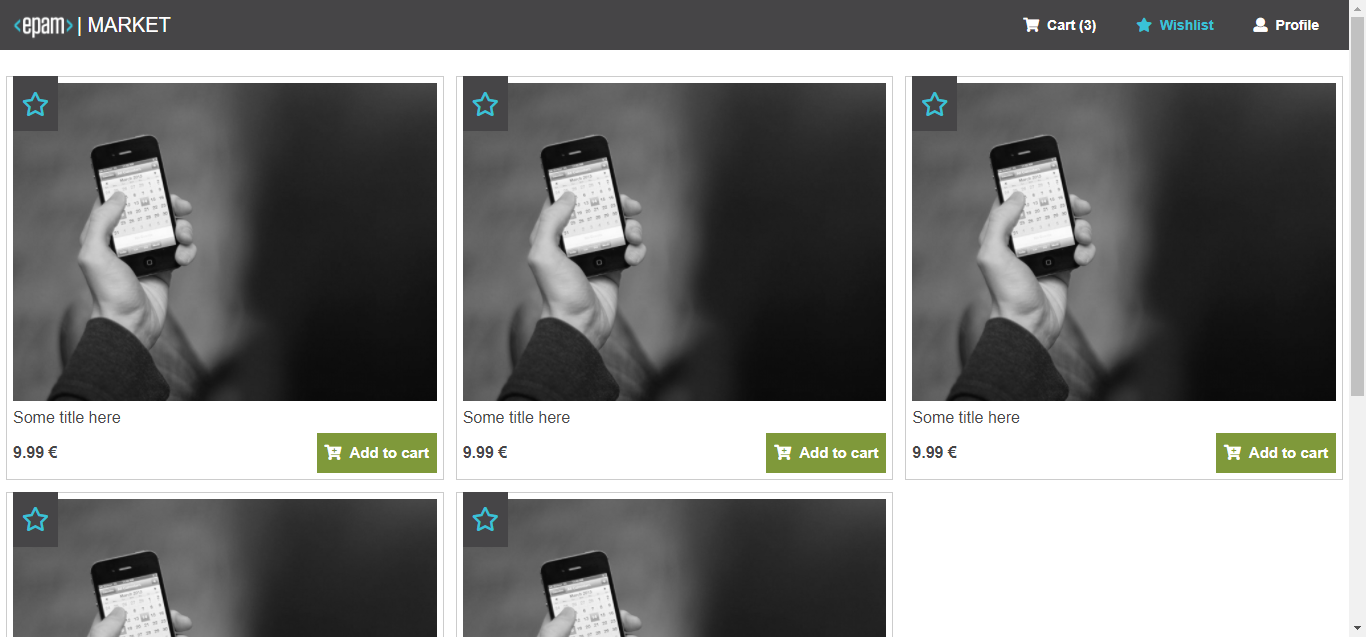 <epam> | MARKET
Cart (3)
Wishlist
Profile
Some title here
9.99 €
Add to cart
Some title here
9.99 €
Add to cart
Some title here
9.99 €
Add to cart